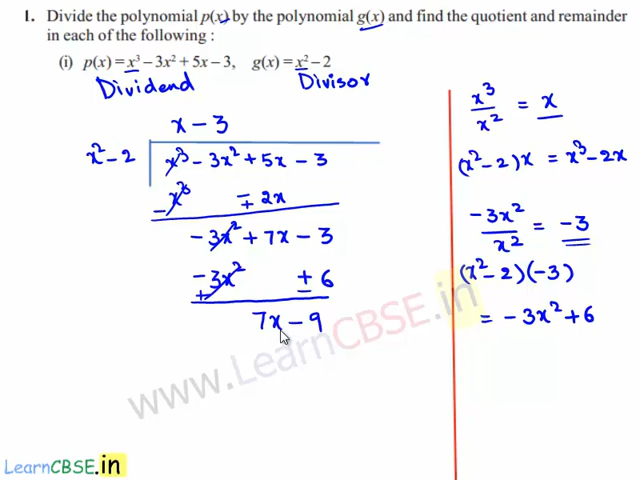 1. Divide the polynomial p(x) by the polynomial g(x) and find the quotient and remainder
in each of the following :
(i) p(x) = x³ − 3x² + 5x − 3, g(x) = x² − 2
Dividend Divisor
x − 3
x² − 2 x³ − 3x² + 5x − 3
− x³ ∓ 2x
− 3x² + 7x − 3
− 3x² ± 6
+
7x − 9
x³/x² = x
(x² − 2)x = x³ − 2x
−3x²/x² = −3
(x² − 2)(−3)
= − 3x² + 6
www.LearnCBSE.in
LearnCBSE.in